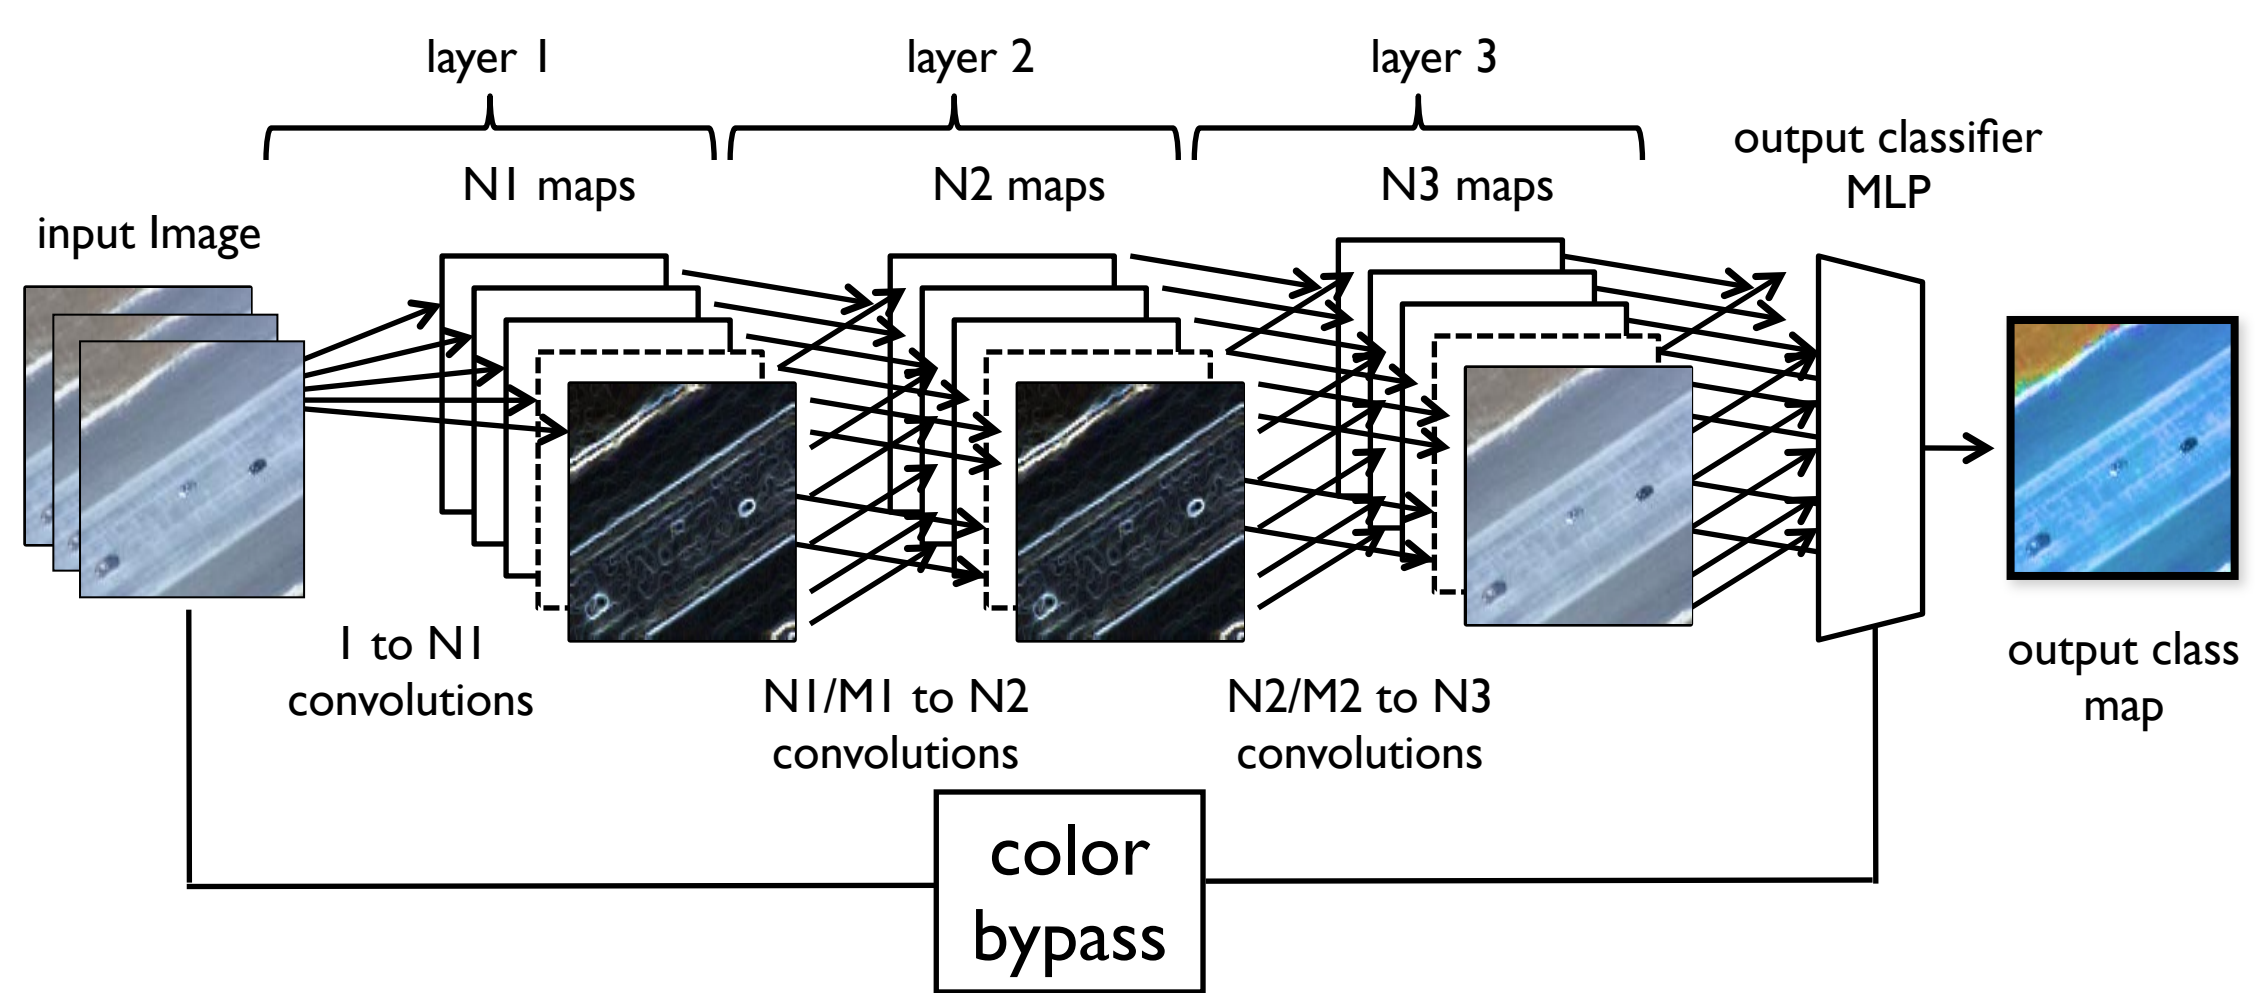 layer 1
layer 2
layer 3
output classifier
MLP
N1 maps
N2 maps
N3 maps
input Image
1 to N1
convolutions
N1/M1 to N2
convolutions
N2/M2 to N3
convolutions
output class
map
color
bypass